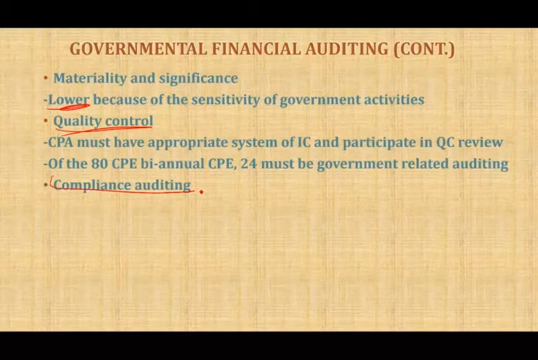 GOVERNMENTAL FINANCIAL AUDITING (CONT.)
• Materiality and significance
-Lower because of the sensitivity of government activities
• Quality control
-CPA must have appropriate system of IC and participate in QC review
-Of the 80 CPE bi-annual CPE, 24 must be government related auditing
• Compliance auditing